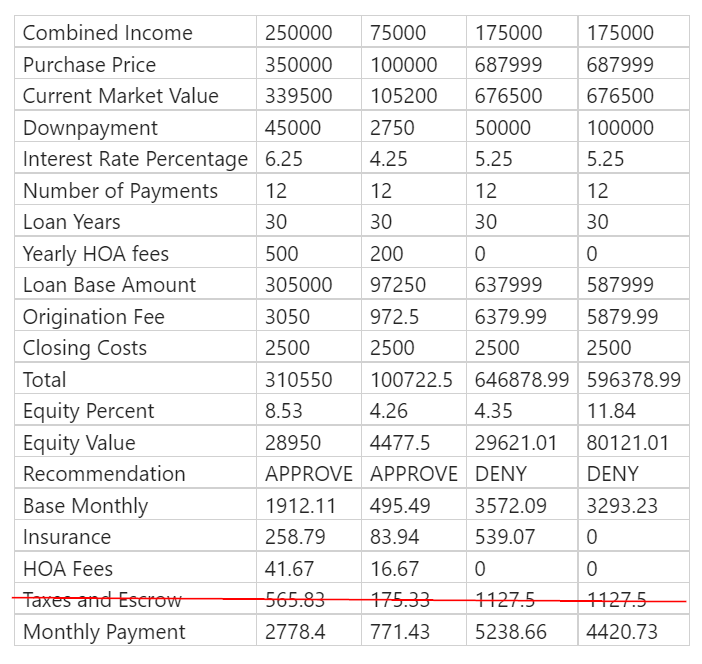 Combined Income 250000 75000 175000 175000
Purchase Price 350000 100000 687999 687999
Current Market Value 339500 105200 676500 676500
Downpayment 45000 2750 50000 100000
Interest Rate Percentage 6.25 4.25 5.25 5.25
Number of Payments 12 12 12 12
Loan Years 30 30 30 30
Yearly HOA fees 500 200 0 0
Loan Base Amount 305000 97250 637999 587999
Origination Fee 3050 972.5 6379.99 5879.99
Closing Costs 2500 2500 2500 2500
Total 310550 100722.5 646878.99 596378.99
Equity Percent 8.53 4.26 4.35 11.84
Equity Value 28950 4477.5 29621.01 80121.01
Recommendation APPROVE APPROVE DENY DENY
Base Monthly 1912.11 495.49 3572.09 3293.23
Insurance 258.79 83.94 539.07 0
HOA Fees 41.67 16.67 0 0
Taxes and Escrow 565.83 175.33 1127.5 1127.5
Monthly Payment 2778.4 771.43 5238.66 4420.73